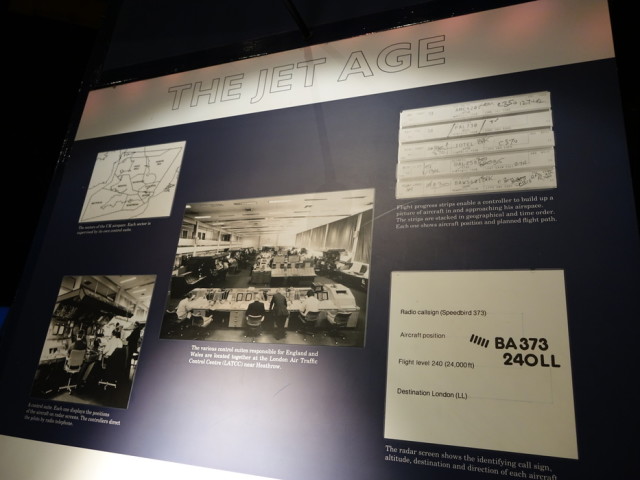 THE JET AGE
The sectors of the UK airspace. Each sector is
supervised by its own control suite.
Flight progress strips enable a controller to build up a
picture of aircraft in and approaching his airspace.
The strips are stacked in geographical and time order.
Each one shows aircraft position and planned flight path.
The various control suites responsible for England and
Wales are located together at the London Air Traffic
Control Centre (LATCC) near Heathrow.
Radio callsign (Speedbird 373)
Aircraft position
BA373
240LL
Flight level 240 (24,000ft)
Destination London (LL)
A control suite. Each one displays the positions
of the aircraft on radar screens. The controllers direct
the pilots by radio telephone.
The radar screen shows the identifying call sign,
altitude, destination and direction of each aircraft